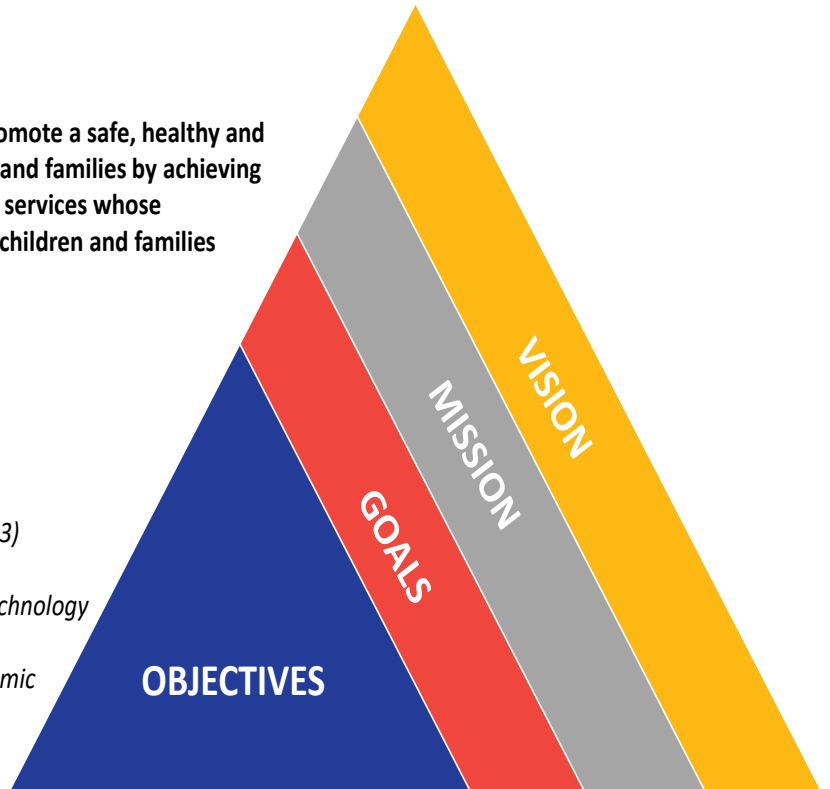 omote a safe, healthy and
and families by achieving
services whose
children and families
VISION
MISSION
GOALS
3)
chnology
mic
OBJECTIVES